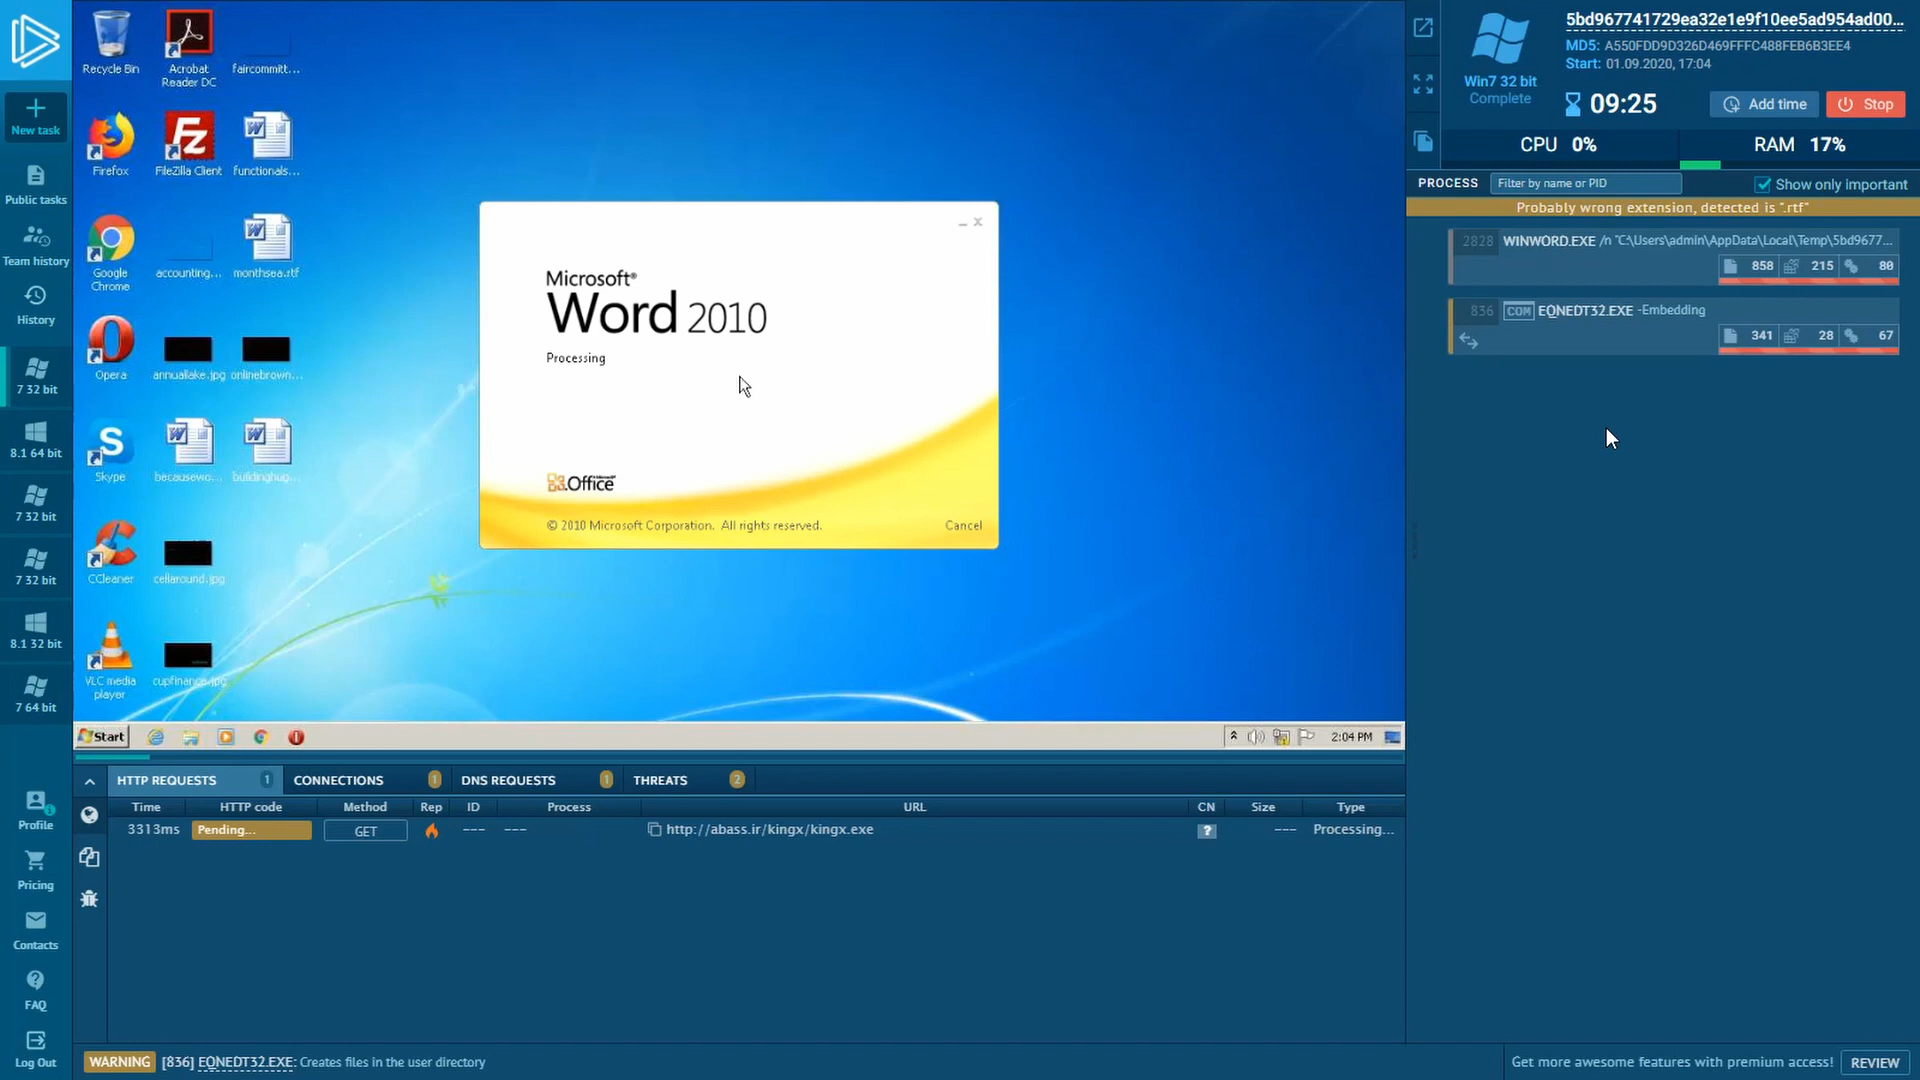 New task
Public tasks
Team history
History
7 32 bit
8.1 64 bit
7 32 bit
7 32 bit
8.1 32 bit
7 64 bit
Profile
Pricing
Contacts
FAQ
Log Out
Recycle Bin
Acrobat Reader DC
faircommitt...
Firefox
FileZilla Client
functionals...
Google Chrome
accounting...
monthsea.rtf
Opera
annuallake.jpg
onlinebrown...
Skype
becausewo...
buildinghug...
CCleaner
cellaround.jpg
VLC media player
cupfinance.jpg
Microsoft®
Word 2010
Processing
Office
© 2010 Microsoft Corporation. All rights reserved.
Cancel
Start
2:04 PM
HTTP REQUESTS 1 CONNECTIONS 1 DNS REQUESTS 1 THREATS 2
Time HTTP code Method Rep ID Process URL CN Size Type
3313ms Pending... GET --- --- http://abass.ir/kingx/kingx.exe ? --- Processing...
WARNING [836] EQNEDT32.EXE: Creates files in the user directory
Win7 32 bit
Complete
5bd967741729ea32e1e9f10ee5ad954ad00...
MD5: A550FDD9D326D469FFFC488FEB6B3EE4
Start: 01.09.2020, 17:04
09:25
Add time
Stop
CPU 0%
RAM 17%
PROCESS Filter by name or PID Show only important
Probably wrong extension, detected is ".rtf"
2828 WINWORD.EXE /n "C:\Users\admin\AppData\Local\Temp\5bd9677...
858 215 80
836 COM EQNEDT32.EXE -Embedding
341 28 67
Get more awesome features with premium access! REVIEW